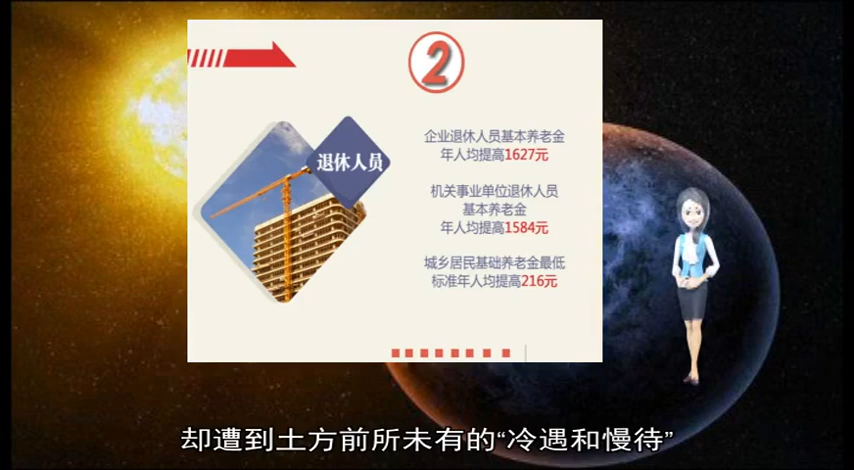 2
退休人员
企业退休人员基本养老金
年人均提高1627元
机关事业单位退休人员
基本养老金
年人均提高1584元
城乡居民基础养老金最低
标准年人均提高216元
却遭到土方前所未有的“冷遇和慢待”